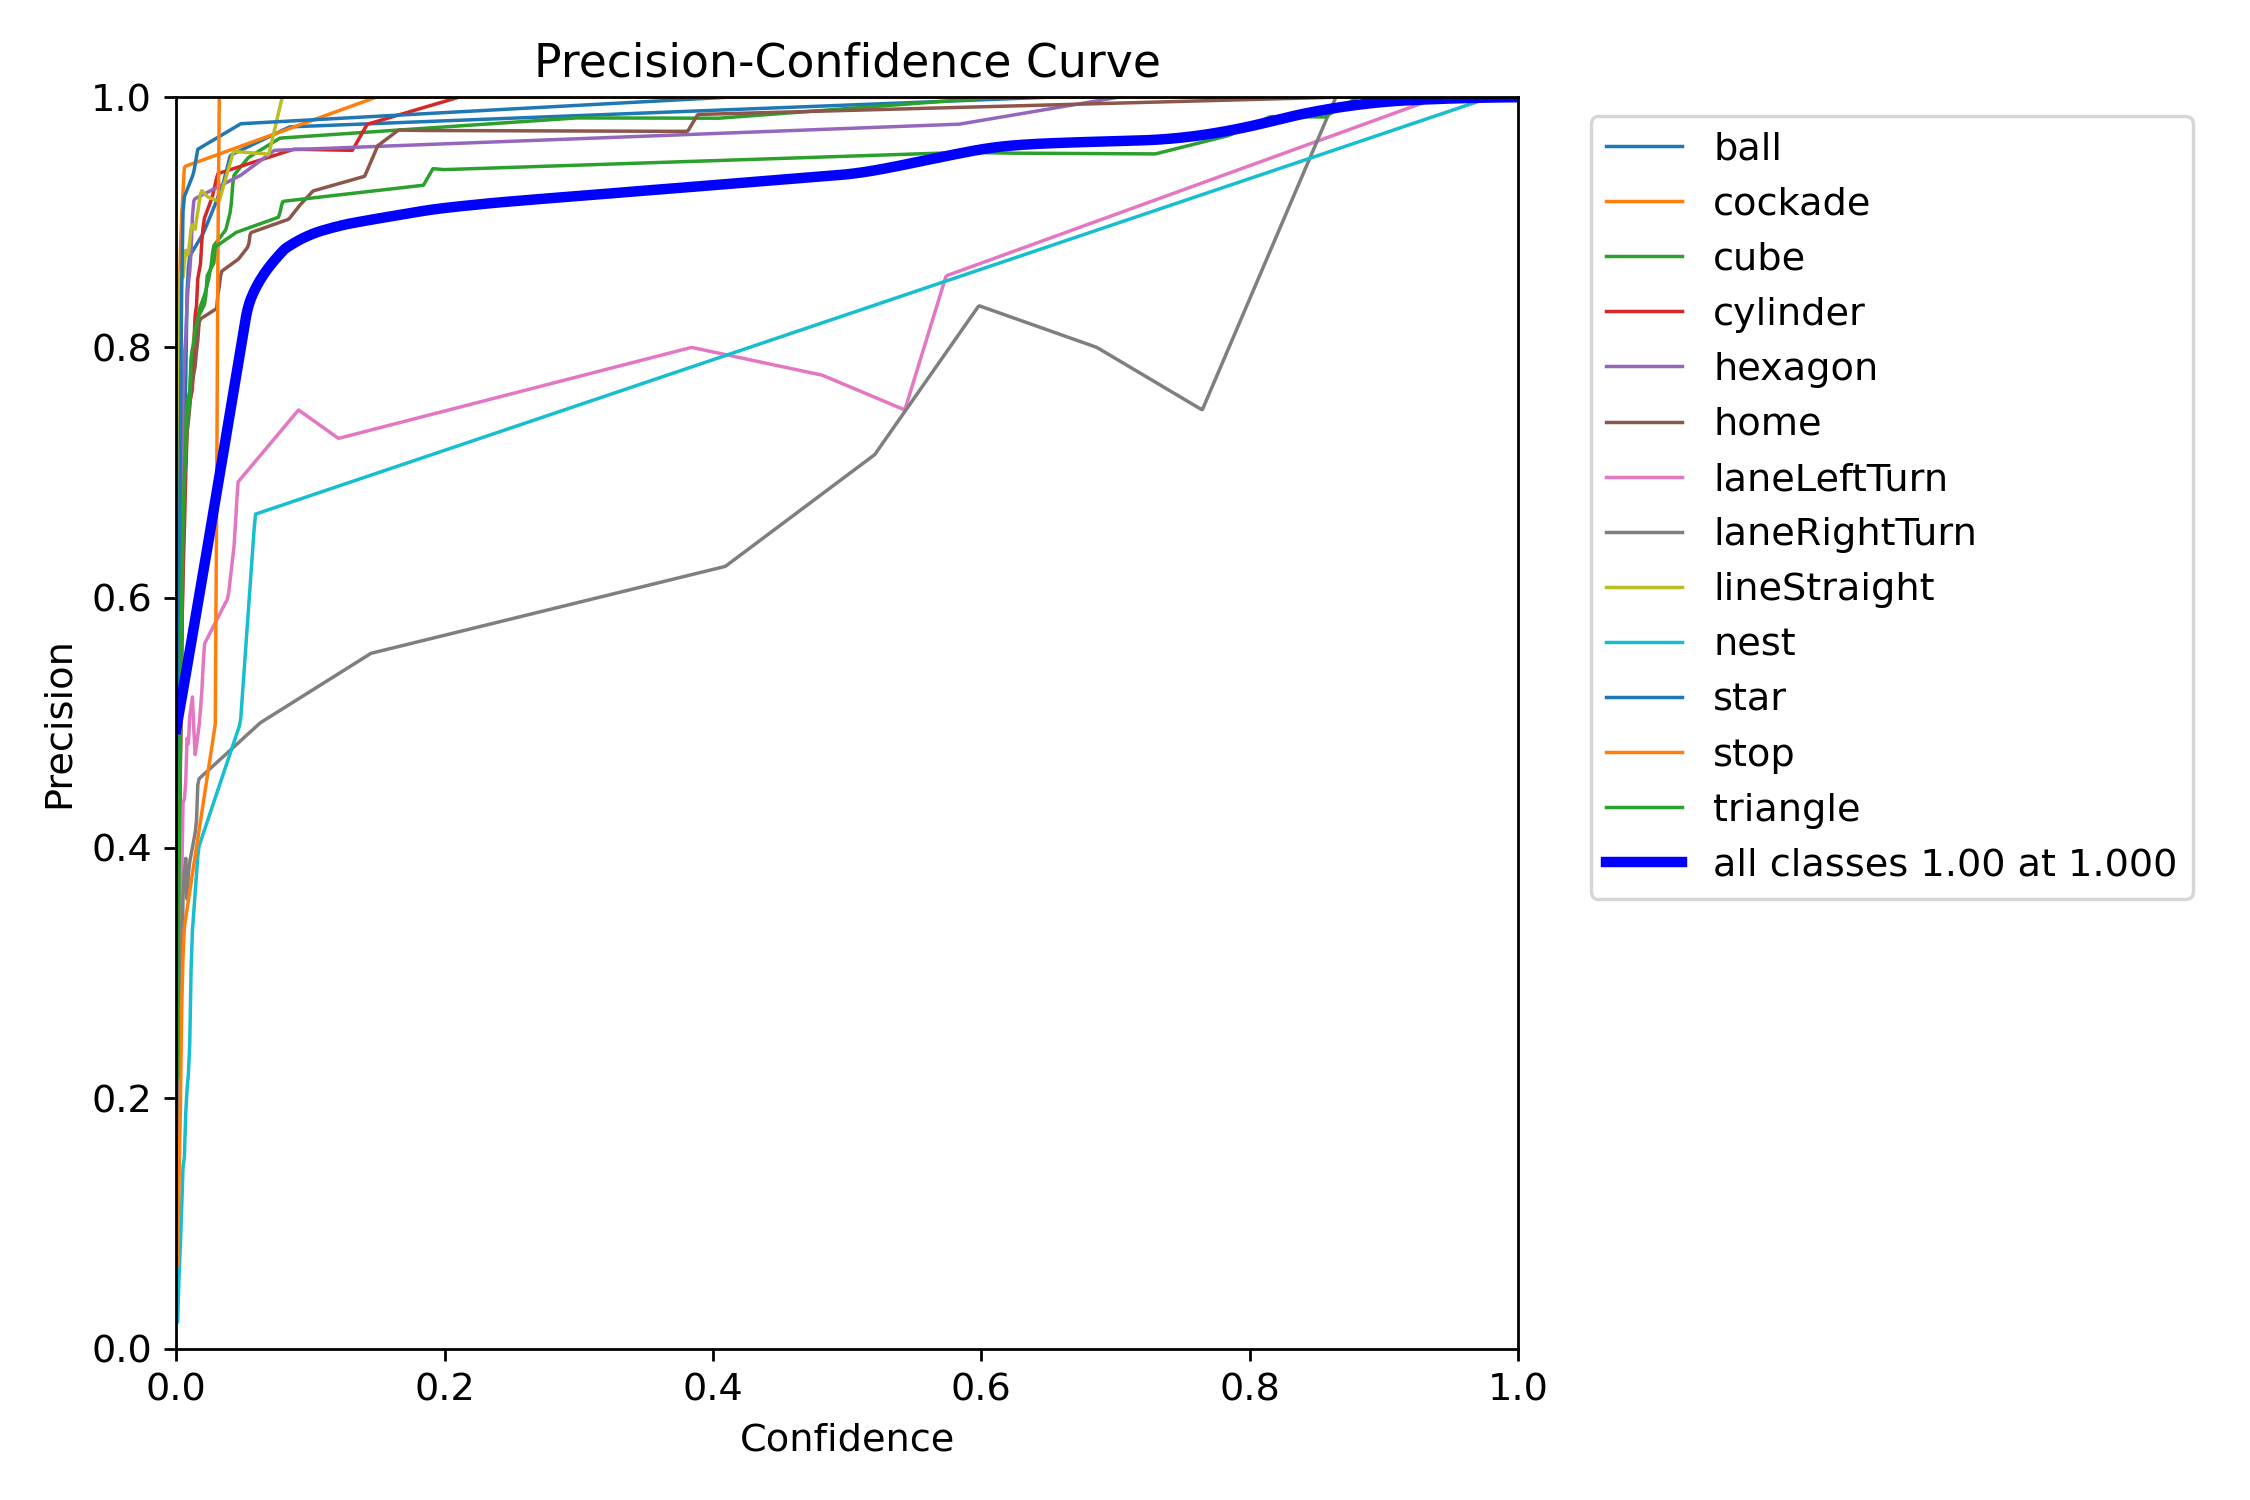 Precision-Confidence Curve
1.0
0.8
0.6
0.4
0.2
0.0
Precision
0.0 0.2 0.4 0.6 0.8 1.0
Confidence
ball
cockade
cube
cylinder
hexagon
home
laneLeftTurn
laneRightTurn
lineStraight
nest
star
stop
triangle
all classes 1.00 at 1.000